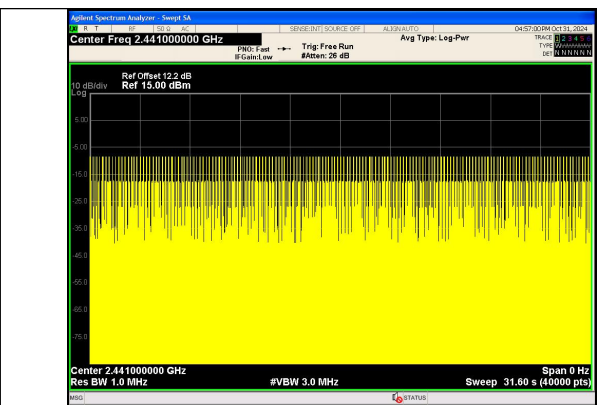 Agilent Spectrum Analyzer - Swept SA
R T RF 50 Ω AC SENSE:INT SOURCE OFF ALIGN AUTO 04:57:00 PM Oct 31, 2024
Center Freq 2.441000000 GHz Avg Type: Log-Pwr TRACE 1 2 3 4 5 6
PNO: Fast Trig: Free Run TYPE
IFGain:Low #Atten: 26 dB DET N N N N N N
Ref Offset 12.2 dB
10 dB/div Ref 15.00 dBm
Log
5.00
-5.00
-15.0
-25.0
-35.0
-45.0
-55.0
-65.0
-75.0
Center 2.441000000 GHz Span 0 Hz
Res BW 1.0 MHz #VBW 3.0 MHz Sweep 31.60 s (40000 pts)
MSG STATUS